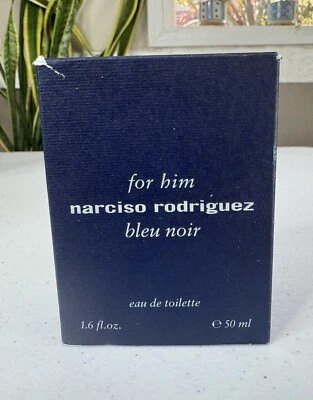 for him
narciso rodriguez
bleu noir
eau de toilette
1.6 fl.oz. ℮ 50 ml